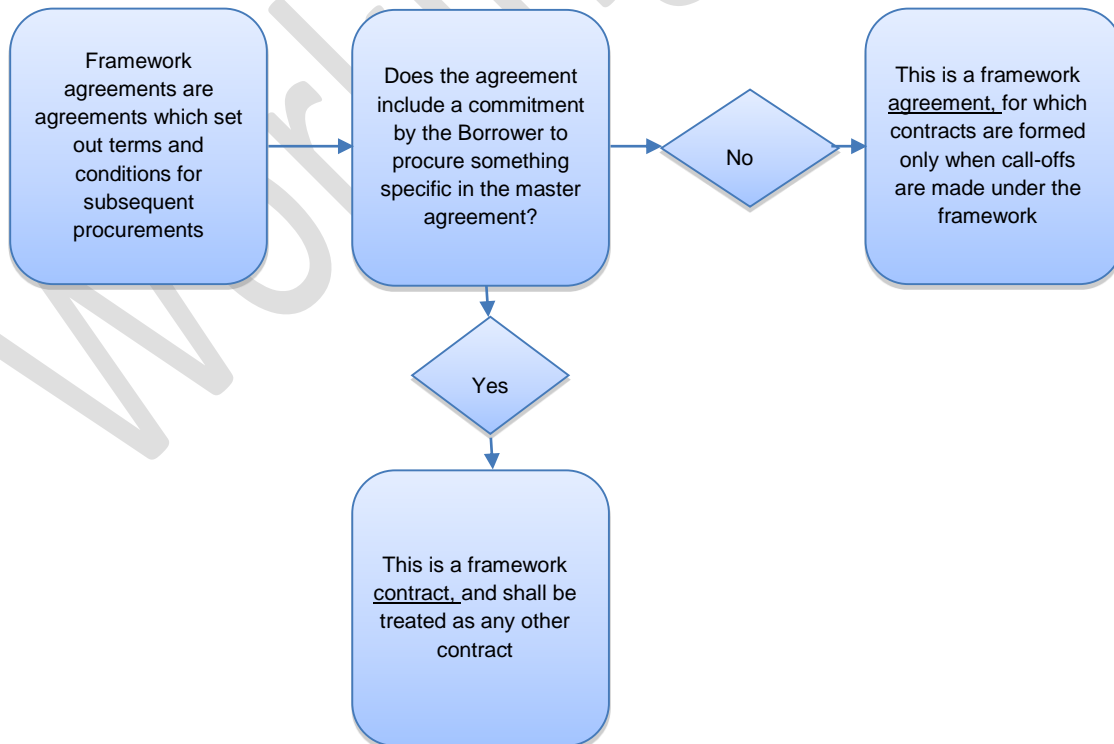 Framework
agreements are
agreements which set
out terms and
conditions for
subsequent
procurements
Does the agreement
include a commitment
by the Borrower to
procure something
specific in the master
agreement?
No
This is a framework
agreement, for which
contracts are formed
only when call-offs
are made under the
framework
Yes
This is a framework
contract, and shall be
treated as any other
contract